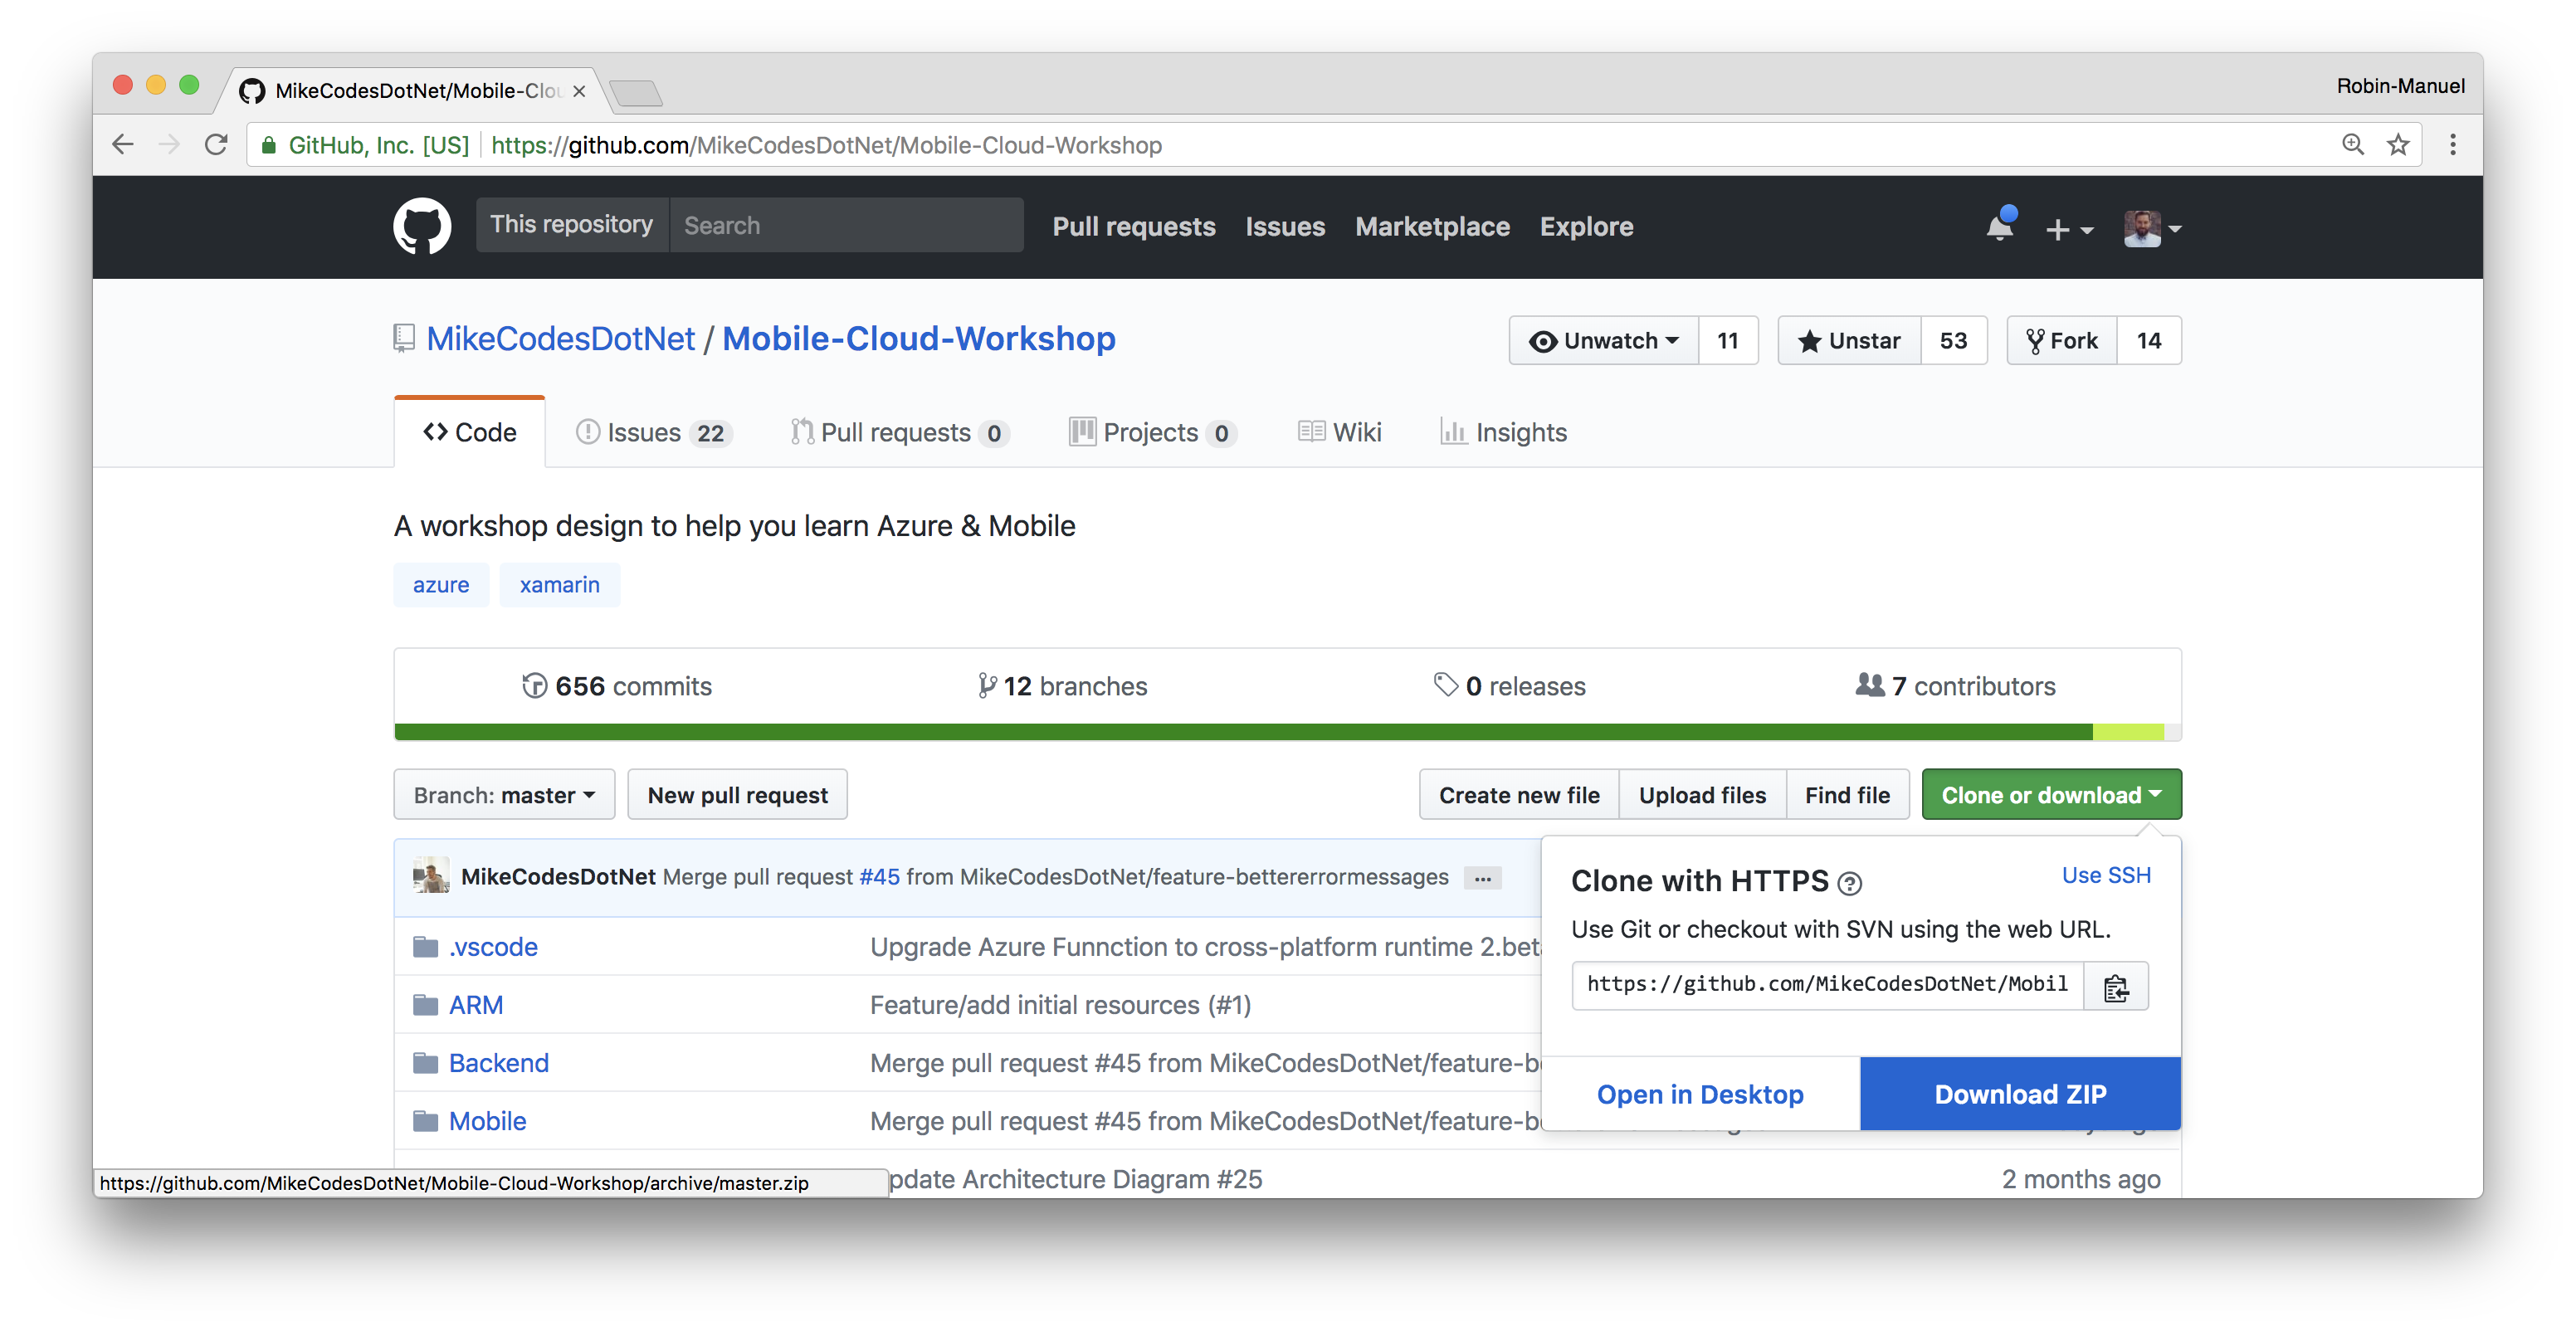 MikeCodesDotNet/Mobile-Clou
Robin-Manuel
GitHub, Inc. [US] https://github.com/MikeCodesDotNet/Mobile-Cloud-Workshop
This repository Search Pull requests Issues Marketplace Explore
MikeCodesDotNet / Mobile-Cloud-Workshop
Unwatch 11 Unstar 53 Fork 14
Code Issues 22 Pull requests 0 Projects 0 Wiki Insights
A workshop design to help you learn Azure & Mobile
azure xamarin
656 commits 12 branches 0 releases 7 contributors
Branch: master New pull request Create new file Upload files Find file Clone or download
MikeCodesDotNet Merge pull request #45 from MikeCodesDotNet/feature-bettererrormessages ...
Clone with HTTPS Use SSH
Use Git or checkout with SVN using the web URL.
https://github.com/MikeCodesDotNet/Mobil
Open in Desktop Download ZIP
.vscode Upgrade Azure Funnction to cross-platform runtime 2.beta
ARM Feature/add initial resources (#1)
Backend Merge pull request #45 from MikeCodesDotNet/feature-be
Mobile Merge pull request #45 from MikeCodesDotNet/feature-be
pdate Architecture Diagram #25 2 months ago
https://github.com/MikeCodesDotNet/Mobile-Cloud-Workshop/archive/master.zip